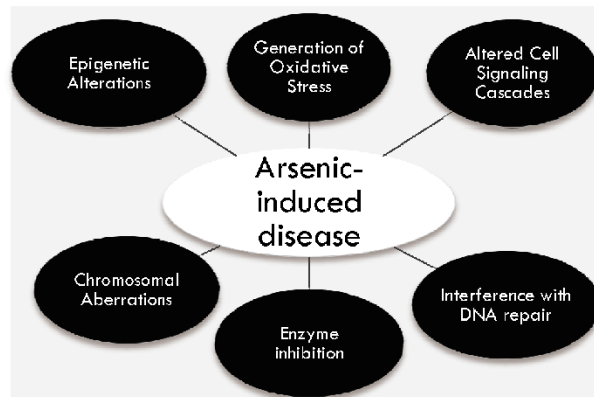 Epigenetic
Alterations
Generation of
Oxidative
Stress
Altered Cell
Signaling
Cascades
Arsenic-
induced
disease
Chromosomal
Aberrations
Enzyme
inhibition
Interference with
DNA repair